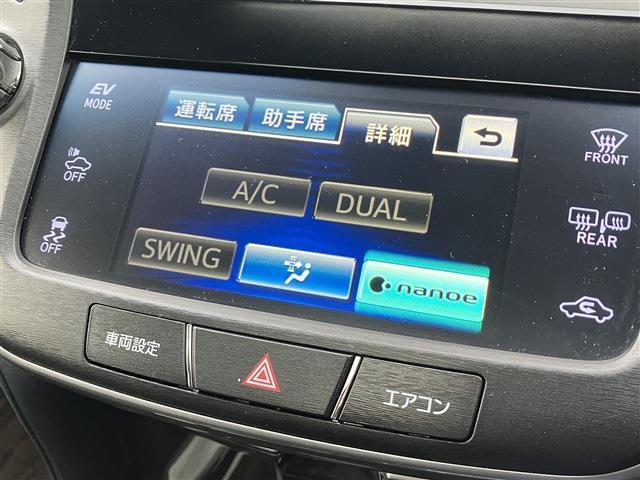 EV
MODE
運転席
助手席
詳細
FRONT
OFF
A/C
DUAL
REAR
OFF
SWING
nanoe
車両設定
エアコン